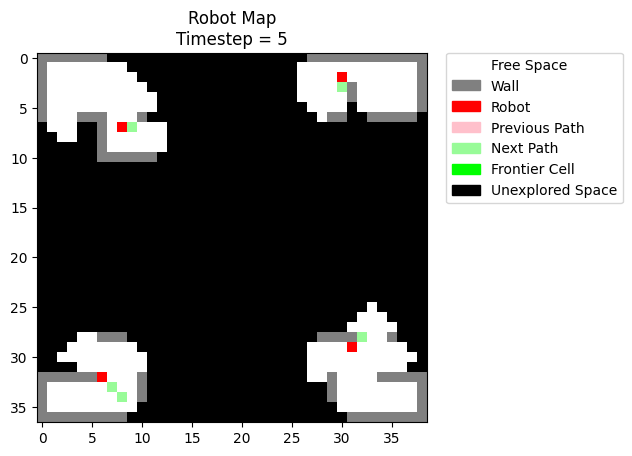 Robot Map
Timestep = 5
0
5
10
15
20
25
30
35
0
5
10
15
20
25
30
35
Free Space
Wall
Robot
Previous Path
Next Path
Frontier Cell
Unexplored Space